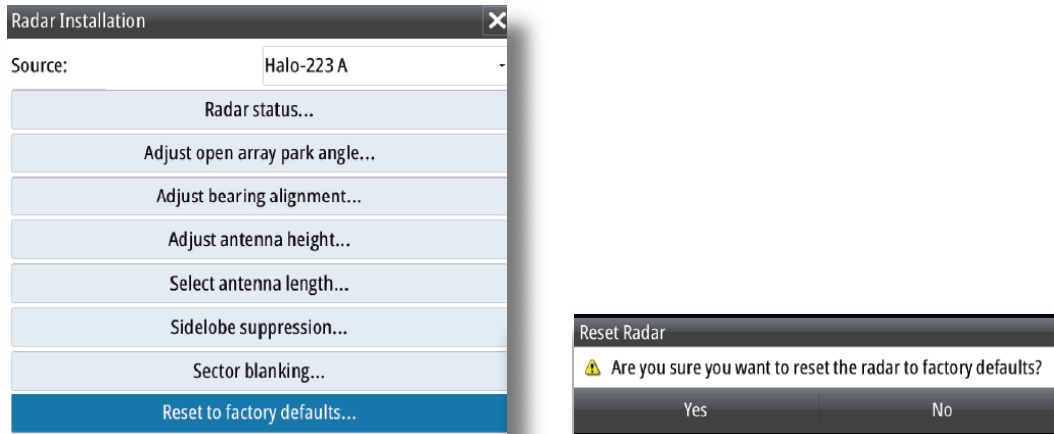 Radar Installation
Source: Halo-223 A
Radar status...
Adjust open array park angle...
Adjust bearing alignment...
Adjust antenna height...
Select antenna length...
Sidelobe suppression...
Sector blanking...
Reset to factory defaults...
Reset Radar
Are you sure you want to reset the radar to factory defaults?
Yes No